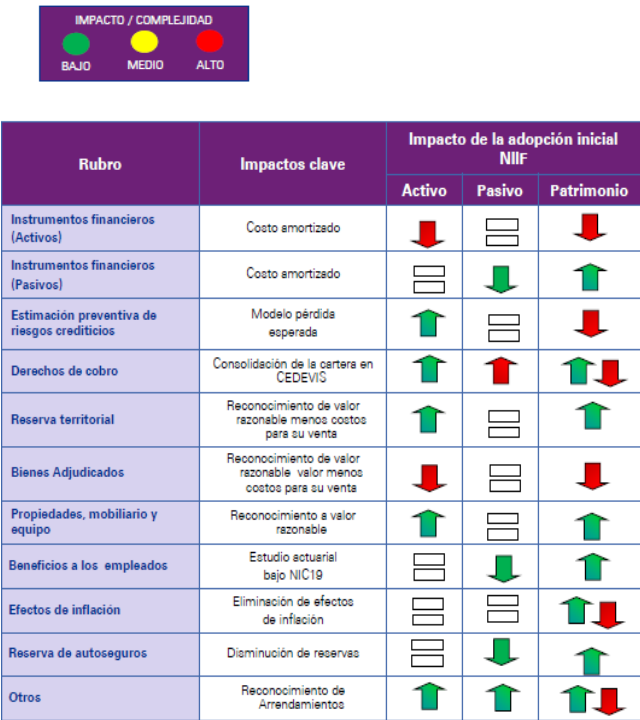 IMPACTO / COMPLEJIDAD
BAJO MEDIO ALTO
Rubro
Impactos clave
Impacto de la adopción inicial
NIIF
Activo Pasivo Patrimonio
Instrumentos financieros
(Activos)
Costo amortizado
Instrumentos financieros
(Pasivos)
Costo amortizado
Estimación preventiva de
riesgos crediticios
Modelo pérdida
esperada
Derechos de cobro
Consolidación de la cartera en
CEDEVIS
Reserva territorial
Reconocimiento de valor
razonable menos costos
para su venta
Bienes Adjudicados
Reconocimiento de valor
razonable valor menos
costos para su venta
Propiedades, mobiliario y
equipo
Reconocimiento a valor
razonable
Beneficios a los empleados
Estudio actuarial
bajo NIC19
Efectos de inflación
Eliminación de efectos
de inflación
Reserva de autoseguros
Disminución de reservas
Otros
Reconocimiento de
Arrendamientos